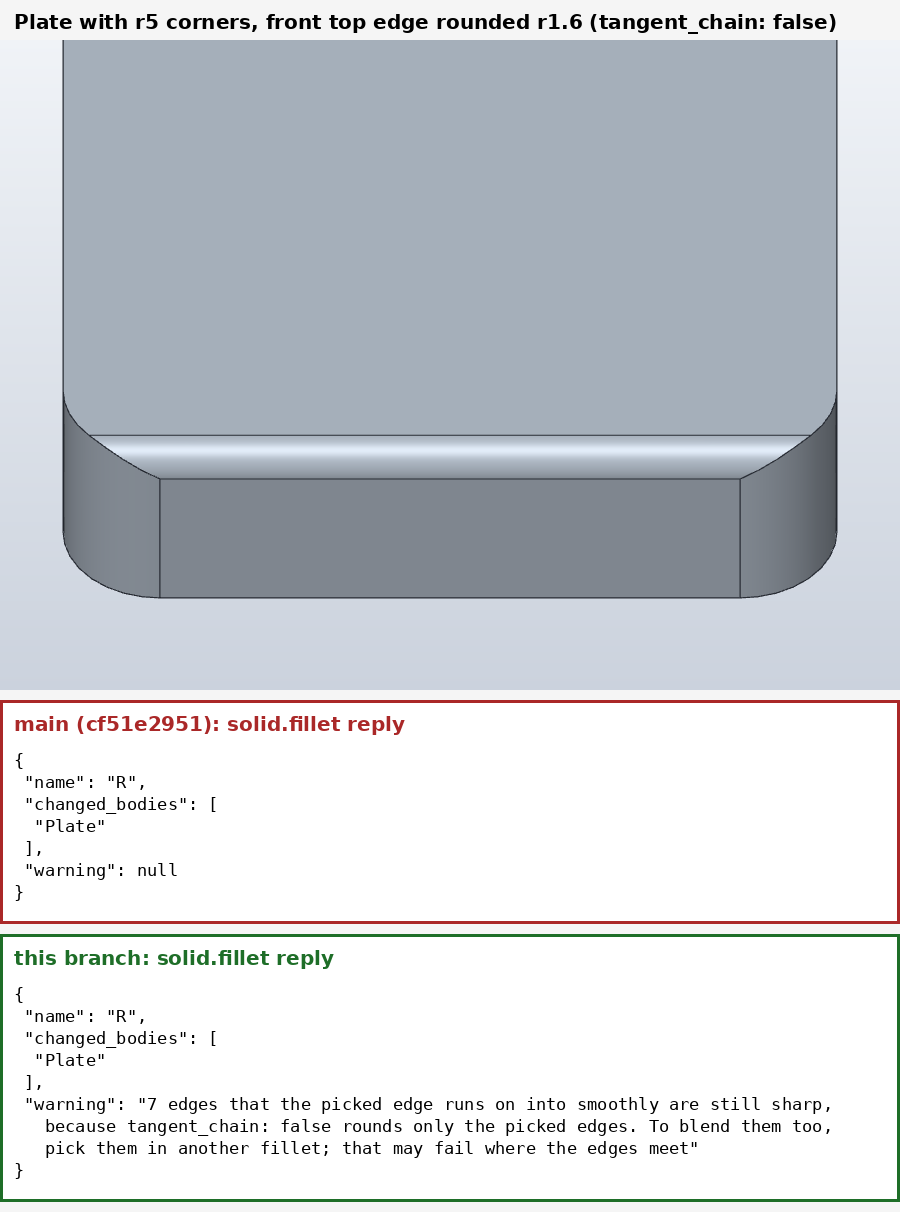 Plate with r5 corners, front top edge rounded r1.6 (tangent_chain: false)
main (cf51e2951): solid.fillet reply
{
"name": "R",
"changed_bodies": [
"Plate"
],
"warning": null
}
this branch: solid.fillet reply
{
"name": "R",
"changed_bodies": [
"Plate"
],
"warning": "7 edges that the picked edge runs on into smoothly are still sharp,
because tangent_chain: false rounds only the picked edges. To blend them too,
pick them in another fillet; that may fail where the edges meet"
}